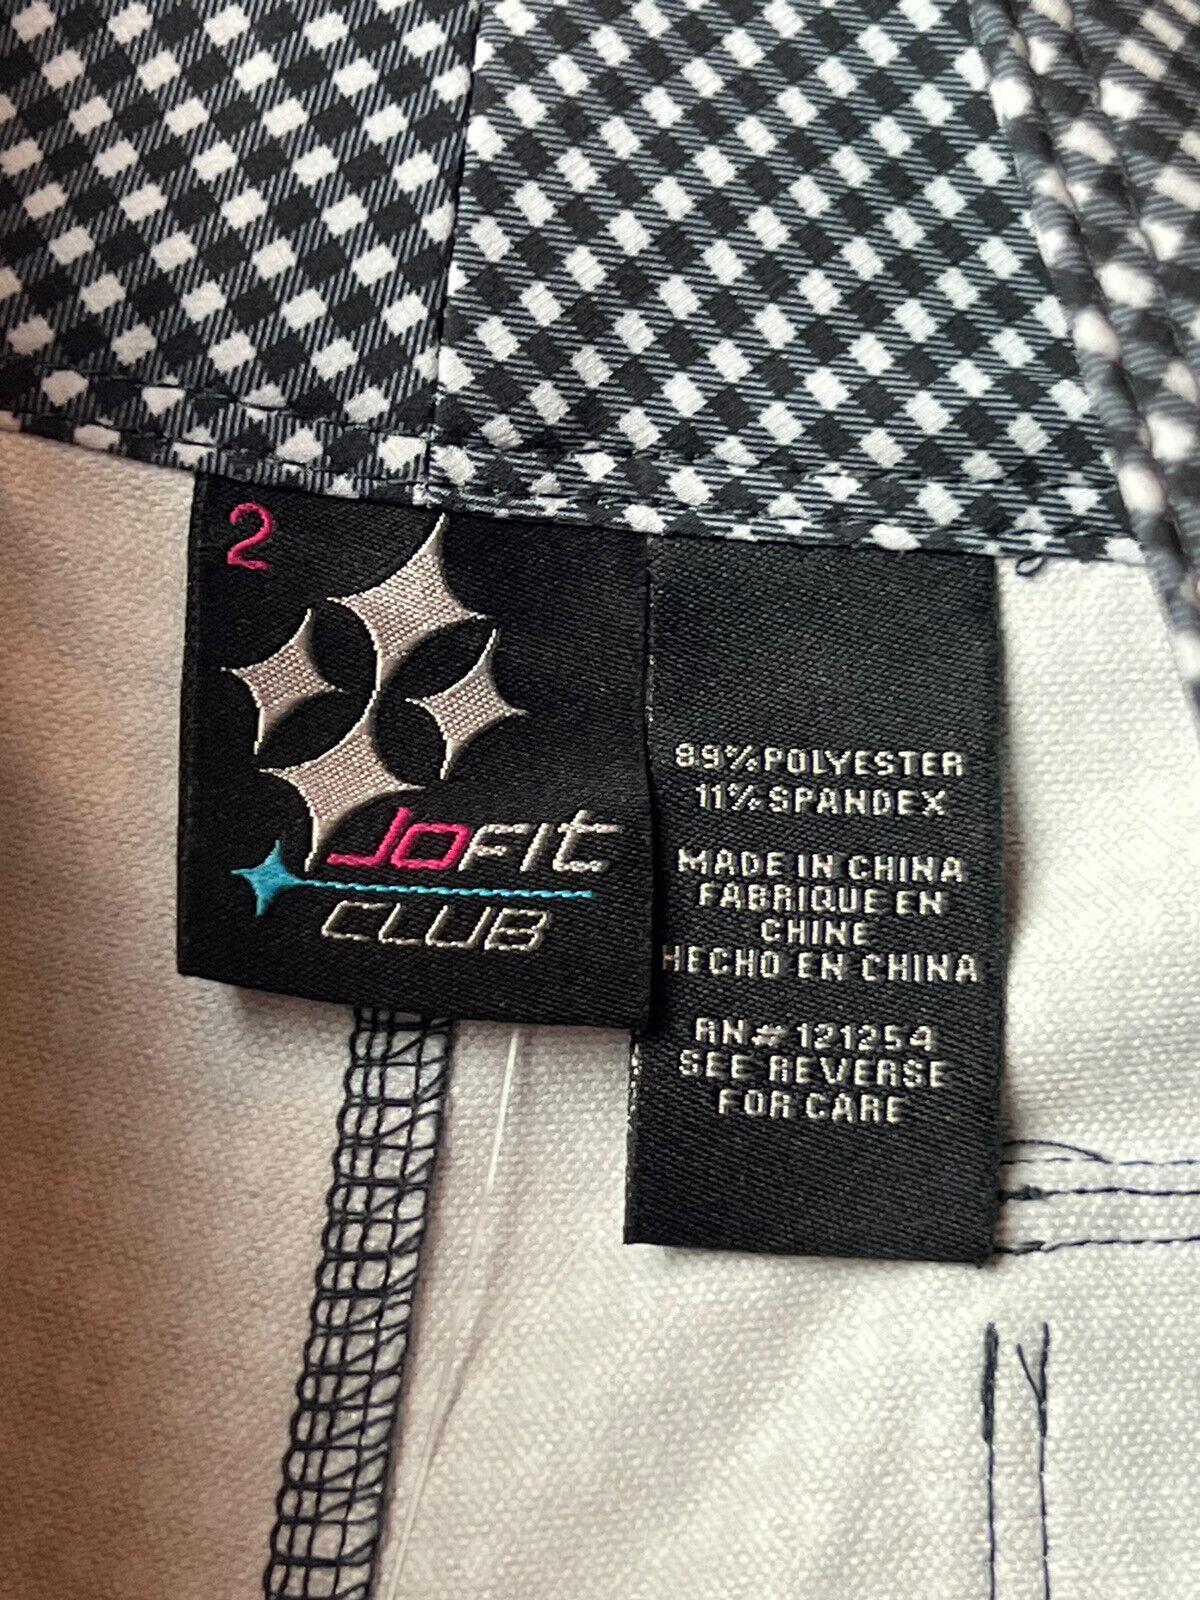 2
JOFIT
CLUB
89% POLYESTER
11% SPANDEX
MADE IN CHINA
FABRIQUE EN
CHINE
HECHO EN CHINA
RN# 121254
SEE REVERSE
FOR CARE